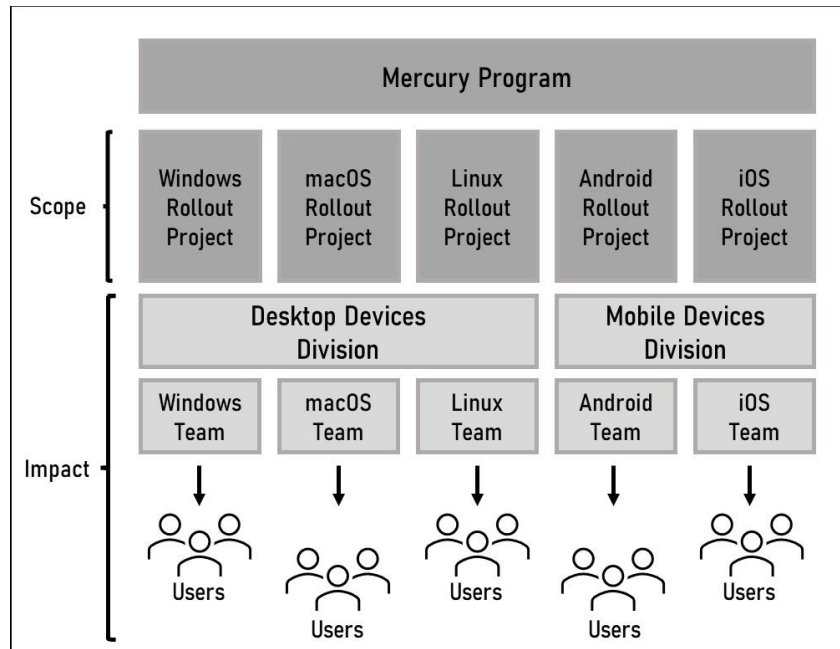 Mercury Program
Scope
Windows
Rollout
Project
macOS
Rollout
Project
Linux
Rollout
Project
Android
Rollout
Project
iOS
Rollout
Project
Impact
Desktop Devices
Division
Mobile Devices
Division
Windows
Team
macOS
Team
Linux
Team
Android
Team
iOS
Team
Users
Users
Users
Users
Users